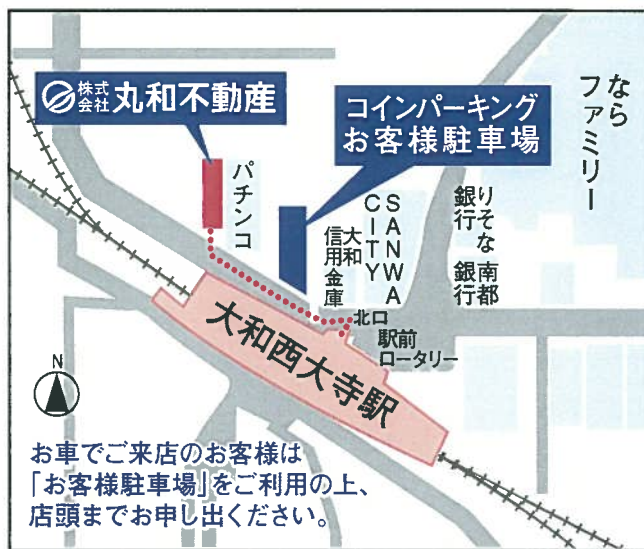 株式会社 丸和不動産
コインパーキング
お客様駐車場
なら
ファミリー
パチンコ
SANWA
CITY
大和
信用金庫
りそな
銀行
南都
銀行
北口
駅前
ロータリー
大和西大寺駅
N
お車でご来店のお客様は
「お客様駐車場」をご利用の上、
店頭までお申し出ください。